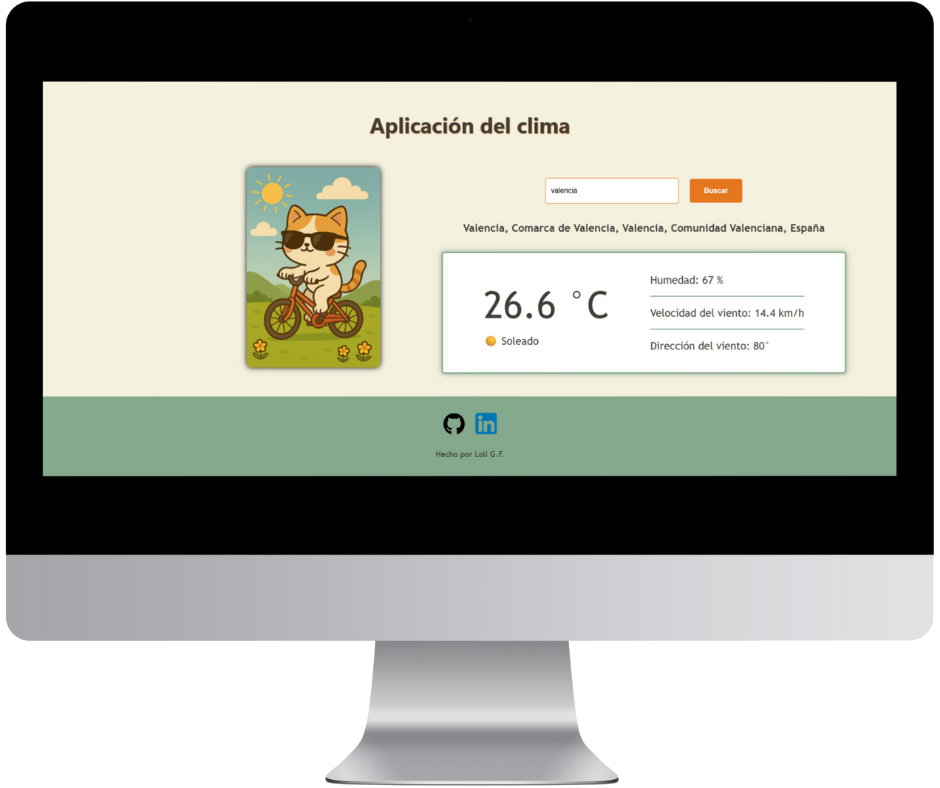 Aplicación del clima
valencia
Buscar
Valencia, Comarca de Valencia, Valencia, Comunidad Valenciana, España
26.6 °C
Soleado
Humedad: 67 %
Velocidad del viento: 14.4 km/h
Dirección del viento: 80°
in
Hecho por Loli G.F.